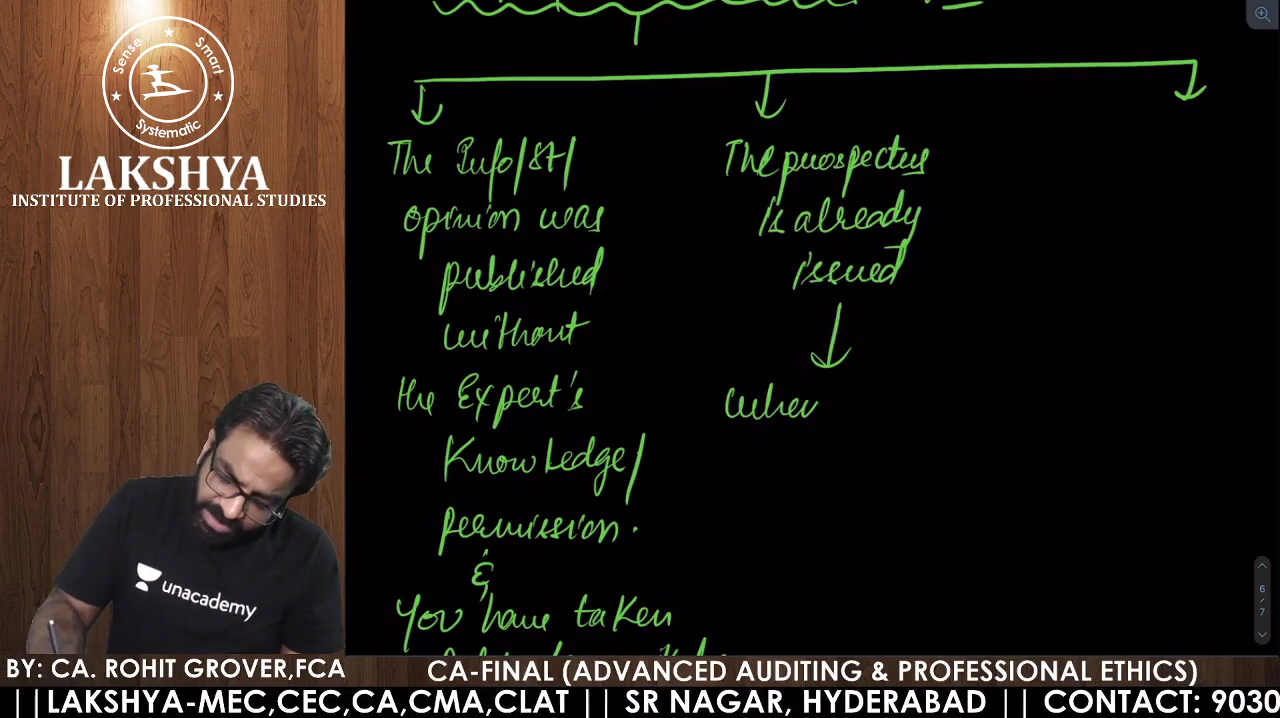 Sense
Smart
Systematic
LAKSHYA
INSTITUTE OF PROFESSIONAL STUDIES
The Info/St/
opinion was
published
without
the Expert's
Knowledge/
permission.
&
You have taken
The prospectus
is already
issued
When
6
/
7
unacademy
BY: CA. ROHIT GROVER,FCA
CA-FINAL (ADVANCED AUDITING & PROFESSIONAL ETHICS)
||LAKSHYA-MEC,CEC,CA,CMA,CLAT || SR NAGAR, HYDERABAD || CONTACT: 9030